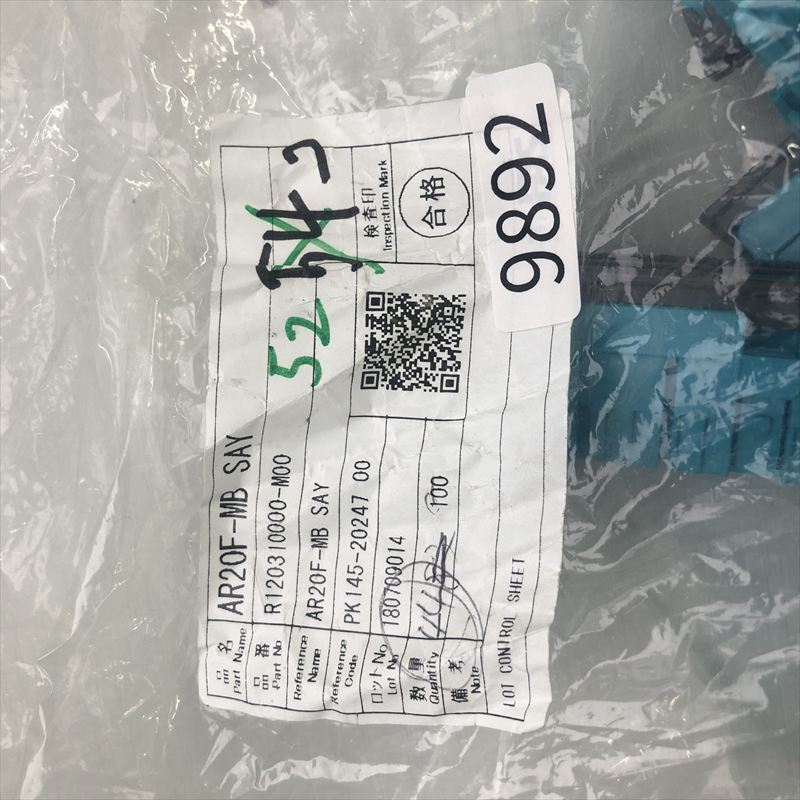 品名
Part Name
AR20F-MB SAY
品番
Part No
R120310000-M00
Reference
Name
AR20F-MB SAY
Reference
Code
PK145-20247 00
ロットNo
Lot No
180709014
数量
Quantity
100
備考
Note
LOT CONTROL SHEET
52
検査印
Inspection Mark
合格
9892